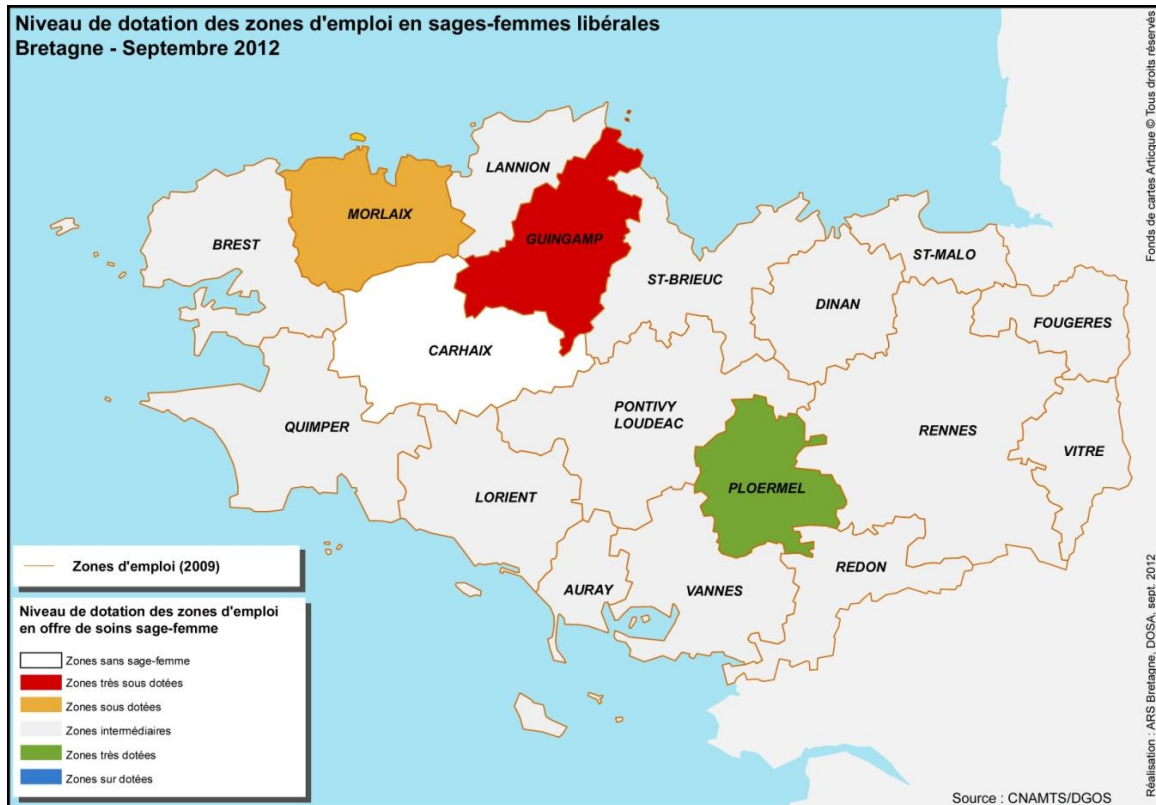 Niveau de dotation des zones d'emploi en sages-femmes libérales
Bretagne - Septembre 2012
Fonds de cartes Articque © Tous droits réservés
LANNION
MORLAIX
GUINGAMP
BREST
ST-BRIEUC
ST-MALO
DINAN
FOUGERES
CARHAIX
QUIMPER
PONTIVY
LOUDEAC
RENNES
VITRE
LORIENT
PLOERMEL
REDON
AURAY
VANNES
Zones d'emploi (2009)
Niveau de dotation des zones d'emploi
en offre de soins sage-femme
Zones sans sage-femme
Zones très sous dotées
Zones sous dotées
Zones intermédiaires
Zones très dotées
Zones sur dotées
Source : CNAMTS/DGOS
Réalisation : ARS Bretagne, DOSA, sept. 2012